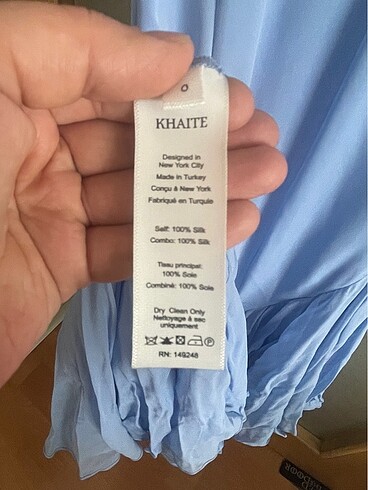 0
KHAITE
Designed in
New York City
Made in Turkey
Conçu à New York
Fabriqué en Turquie
Self: 100% Silk
Combo: 100% Silk
Tissu principal:
100% Soie
Combiné: 100% Soie
Dry Clean Only
Nettoyage à sec
uniquement
P
RN: 149248